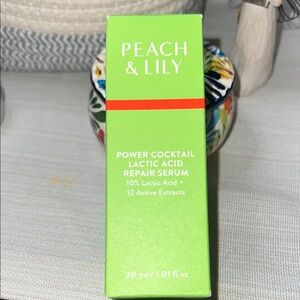 PEACH
& LILY
POWER COCKTAIL
LACTIC ACID
REPAIR SERUM
10% Lactic Acid +
12 Active Extracts
30 ml / 1.01 fl oz